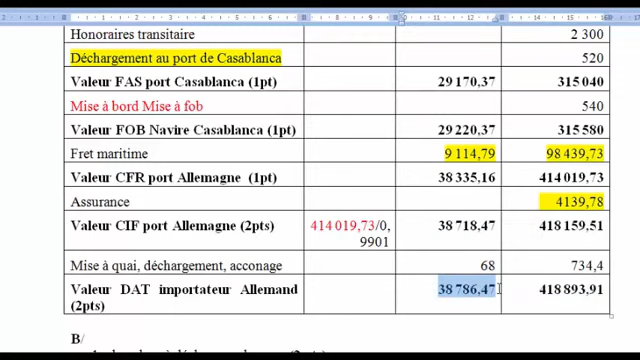 Honoraires transitaire 2 300
Déchargement au port de Casablanca 520
Valeur FAS port Casablanca (1pt) 29 170,37 315 040
Mise à bord Mise à fob 540
Valeur FOB Navire Casablanca (1pt) 29 220,37 315 580
Fret maritime 9 114,79 98 439,73
Valeur CFR port Allemagne (1pt) 38 335,16 414 019,73
Assurance 4139,78
Valeur CIF port Allemagne (2pts) 414 019,73/0, 38 718,47 418 159,51
9901
Mise à quai, déchargement, acconage 68 734,4
Valeur DAT importateur Allemand 38 786,47 418 893,91
(2pts)
B/